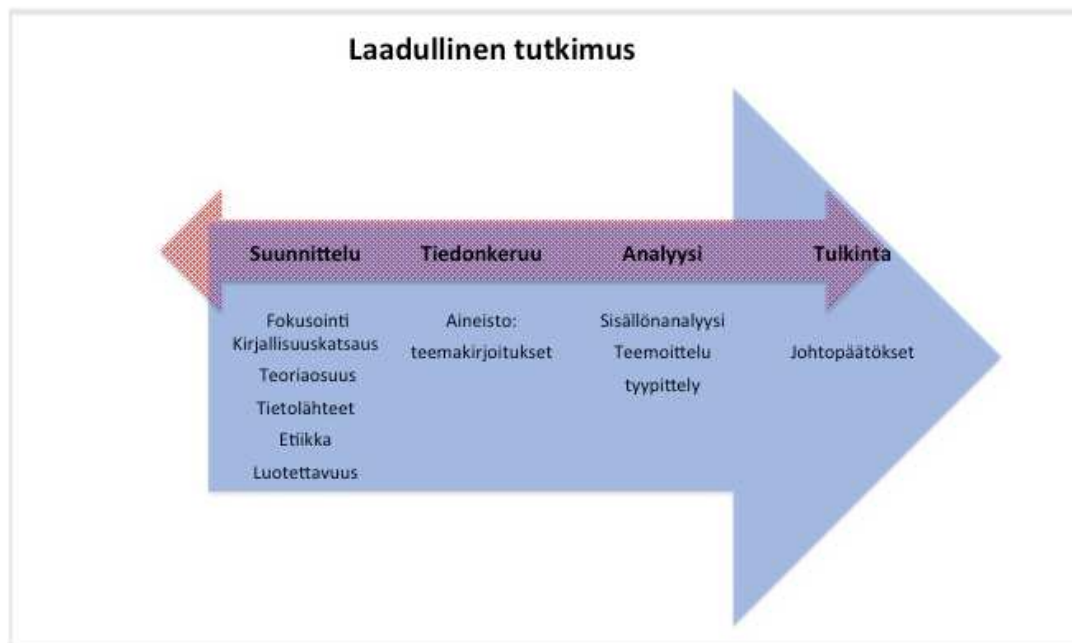 Laadullinen tutkimus
Suunnittelu
Fokusointi
Kirjallisuuskatsaus
Teoriaosuus
Tietolähteet
Etiikka
Luotettavuus
Tiedonkeruu
Aineisto:
teemakirjoitukset
Analyysi
Sisällönanalyysi
Teemoittelu
tyypittely
Tulkinta
Johtopäätökset